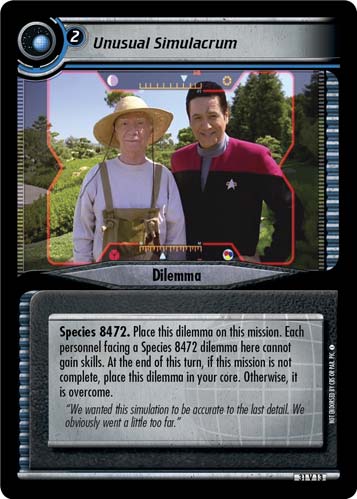 2
Unusual Simulacrum
Dilemma
Species 8472. Place this dilemma on this mission. Each
personnel facing a Species 8472 dilemma here cannot
gain skills. At the end of this turn, if this mission is not
complete, place this dilemma in your core. Otherwise, it
is overcome.
"We wanted this simulation to be accurate to the last detail. We
obviously went a little too far."
NOT ENDORSED BY CBS OR PAR. PIC.
31 V 13